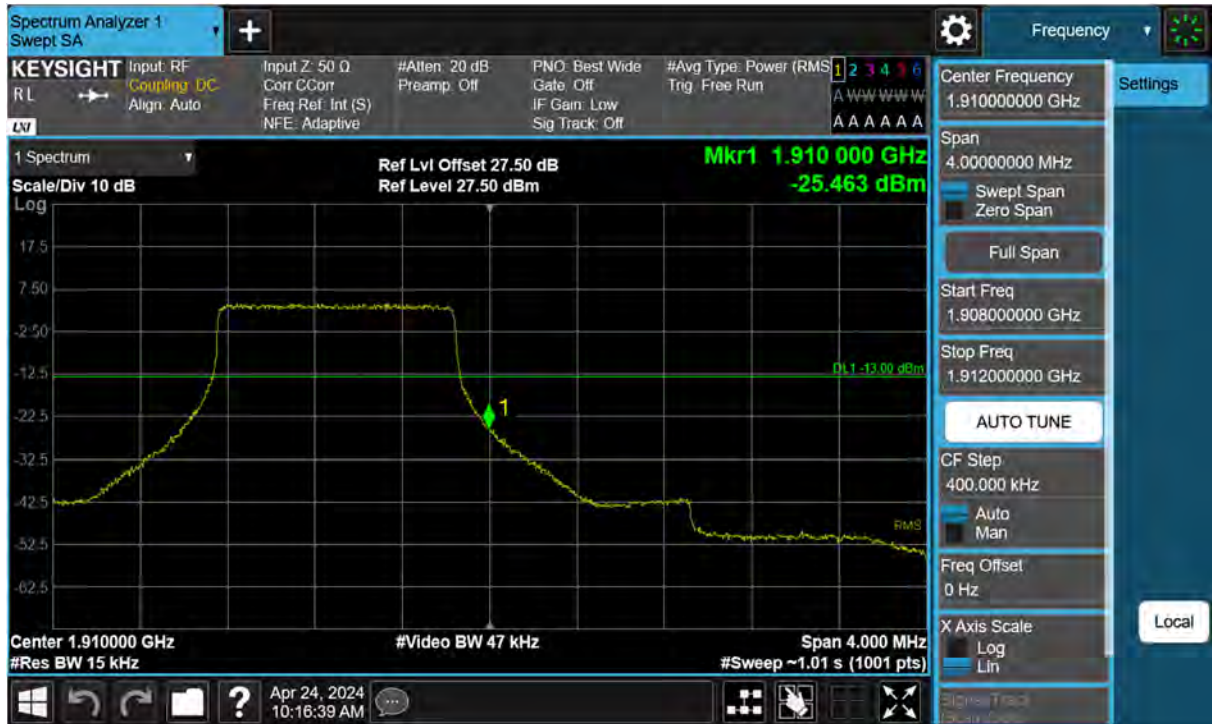 Spectrum Analyzer 1
Swept SA
+
Frequency
KEYSIGHT
RL
LXI
Input: RF
Coupling: DC
Align: Auto
Input Z: 50 Ω
Corr CCorr
Freq Ref: Int (S)
NFE: Adaptive
#Atten: 20 dB
Preamp: Off
PNO: Best Wide
Gate: Off
IF Gain: Low
Sig Track: Off
#Avg Type: Power (RMS
Trig: Free Run
1 2 3 4 5 6
A W W W W W
A A A A A A
1 Spectrum
Scale/Div 10 dB
Ref Lvl Offset 27.50 dB
Ref Level 27.50 dBm
Mkr1 1.910 000 GHz
-25.463 dBm
Log
17.5
7.50
-2.50
-12.5
-22.5
-32.5
-42.5
-52.5
-62.5
DL1 -13.00 dBm
1
RMS
Center 1.910000 GHz
#Res BW 15 kHz
#Video BW 47 kHz
Span 4.000 MHz
#Sweep ~1.01 s (1001 pts)
Center Frequency
1.910000000 GHz
Settings
Span
4.00000000 MHz
Swept Span
Zero Span
Full Span
Start Freq
1.908000000 GHz
Stop Freq
1.912000000 GHz
AUTO TUNE
CF Step
400.000 kHz
Auto
Man
Freq Offset
0 Hz
X Axis Scale
Log
Lin
Local
Signal Track
?
Apr 24, 2024
10:16:39 AM